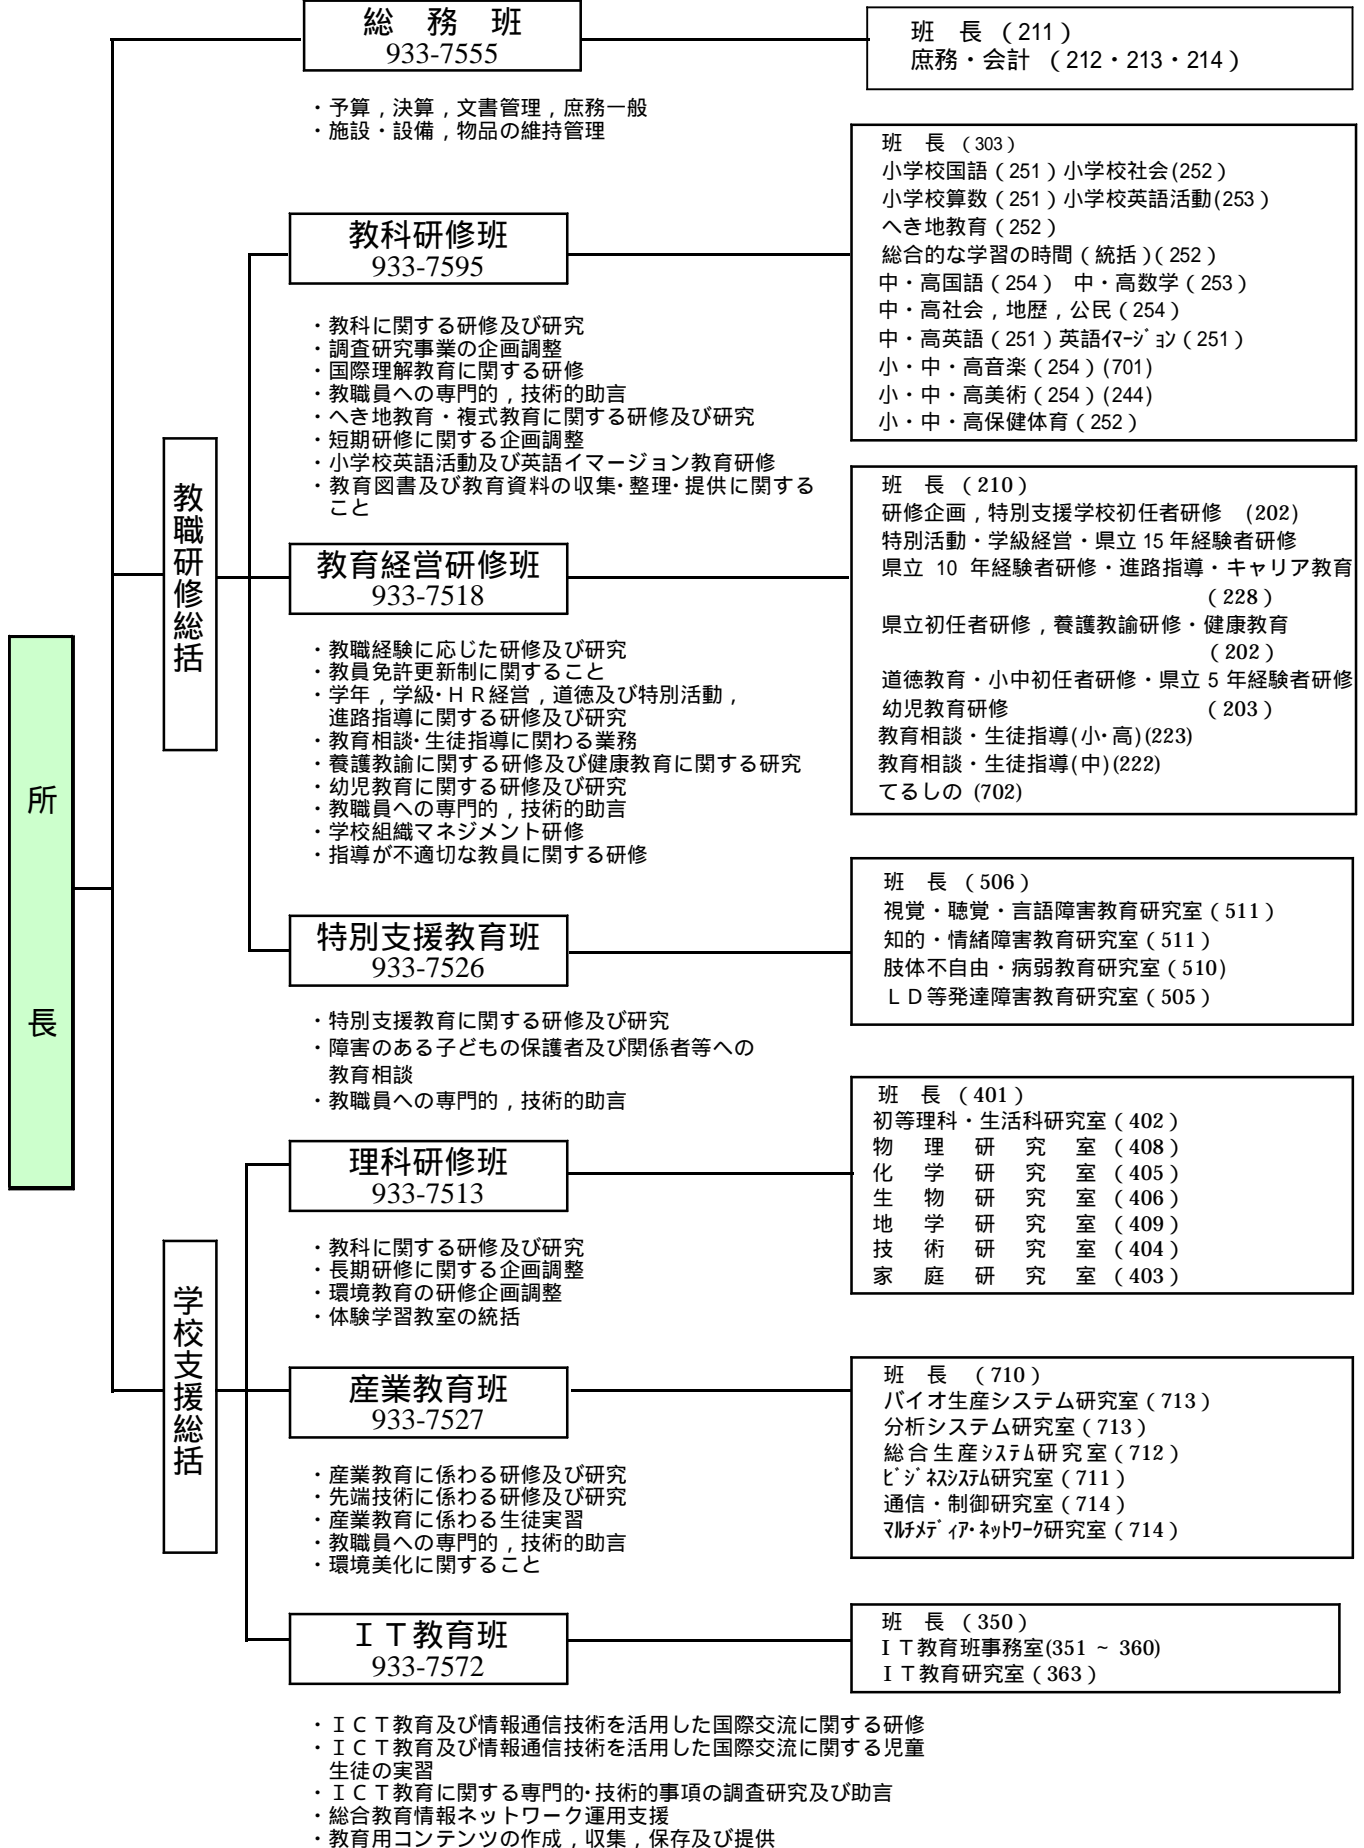 所長
総務班
933-7555
・予算，決算，文書管理，庶務一般
・施設・設備，物品の維持管理
班　長 （211）
庶務・会計 （212・213・214）
教職研修総括
教科研修班
933-7595
・教科に関する研修及び研究
・調査研究事業の企画調整
・国際理解教育に関する研修
・教職員への専門的，技術的助言
・へき地教育・複式教育に関する研修及び研究
・短期研修に関する企画調整
・小学校英語活動及び英語イマージョン教育研修
・教育図書及び教育資料の収集・整理・提供に関する
こと
班　長 （303）
小学校国語（251）小学校社会(252）
小学校算数（251）小学校英語活動(253）
へき地教育（252）
総合的な学習の時間（統括）（252）
中・高国語（254）　中・高数学（253）
中・高社会，地歴，公民（254）
中・高英語（251）英語ｲﾏｰｼﾞｮﾝ（251）
小・中・高音楽（254）(701)
小・中・高美術（254）(244)
小・中・高保健体育（252）
教育経営研修班
933-7518
・教職経験に応じた研修及び研究
・教員免許更新制に関すること
・学年，学級・ＨＲ経営，道徳及び特別活動，
進路指導に関する研修及び研究
・教育相談・生徒指導に関わる業務
・養護教諭に関する研修及び健康教育に関する研究
・幼児教育に関する研修及び研究
・教職員への専門的，技術的助言
・学校組織マネジメント研修
・指導が不適切な教員に関する研修
班　長 （210）
研修企画，特別支援学校初任者研修　(202)
特別活動・学級経営・県立15年経験者研修
県立 10 年経験者研修・進路指導・キャリア教育
（228）
県立初任者研修，養護教諭研修・健康教育
（202）
道徳教育・小中初任者研修・県立5年経験者研修
幼児教育研修　（203）
教育相談・生徒指導(小・高)(223)
教育相談・生徒指導(中)(222)
てるしの (702)
特別支援教育班
933-7526
・特別支援教育に関する研修及び研究
・障害のある子どもの保護者及び関係者等への
教育相談
・教職員への専門的，技術的助言
班　長 （506）
視覚・聴覚・言語障害教育研究室（511）
知的・情緒障害教育研究室（511）
肢体不自由・病弱教育研究室（510)
ＬＤ等発達障害教育研究室（505）
学校支援総括
理科研修班
933-7513
・教科に関する研修及び研究
・長期研修に関する企画調整
・環境教育の研修企画調整
・体験学習教室の統括
班　長 （401）
初等理科・生活科研究室（402）
物理研究室（408）
化学研究室（405）
生物研究室（406）
地学研究室（409）
技術研究室（404）
家庭研究室（403）
産業教育班
933-7527
・産業教育に係わる研修及び研究
・先端技術に係わる研修及び研究
・産業教育に係わる生徒実習
・教職員への専門的，技術的助言
・環境美化に関すること
班　長　（710）
バイオ生産システム研究室（713）
分析システム研究室（713）
総合生産ｼｽﾃﾑ研究室（712）
ﾋﾞｼﾞﾈｽｼｽﾃﾑ研究室（711）
通信・制御研究室（714）
ﾏﾙﾁﾒﾃﾞｨｱ・ﾈｯﾄﾜｰｸ研究室（714）
ＩＴ教育班
933-7572
・ＩＣＴ教育及び情報通信技術を活用した国際交流に関する研修
・ＩＣＴ教育及び情報通信技術を活用した国際交流に関する児童
生徒の実習
・ＩＣＴ教育に関する専門的・技術的事項の調査研究及び助言
・総合教育情報ネットワーク運用支援
・教育用コンテンツの作成，収集，保存及び提供
班　長 （350）
ＩＴ教育班事務室(351 ~ 360)
ＩＴ教育研究室（363）